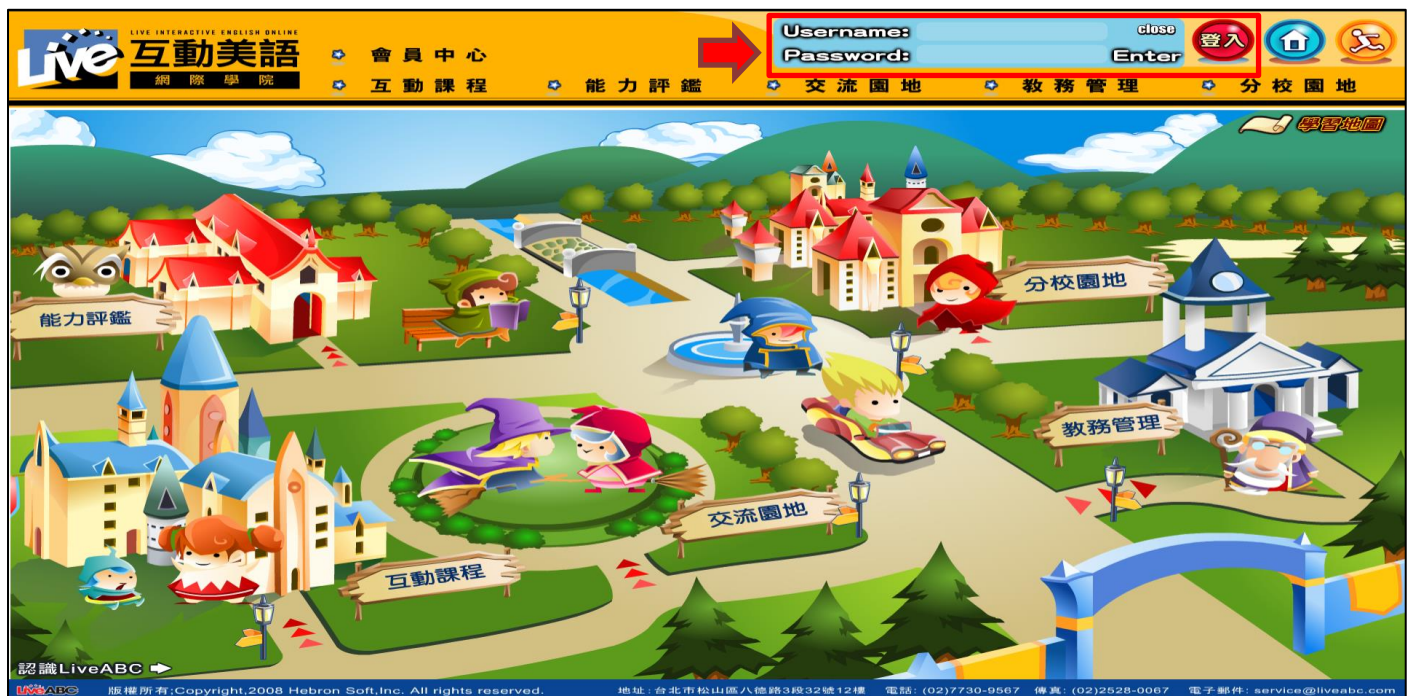 Live
LIVE INTERACTIVE ENGLISH ONLINE
互動美語
網際學院
會員中心
互動課程
能力評鑑
交流園地
教務管理
分校園地
Username:
close
Password:
Enter
登入
學習地圖
能力評鑑
分校園地
教務管理
交流園地
互動課程
認識LiveABC
LiveABC 版權所有;Copyright,2008 Hebron Soft,Inc. All rights reserved. 地址:台北市松山區八德路3段32號12樓 電話: (02)7730-9567 傳真: (02)2528-0067 電子郵件: service@liveabc.com